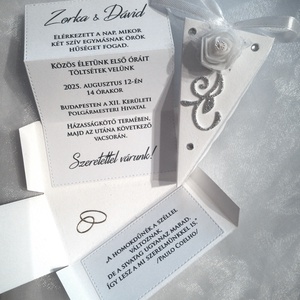 Zorka & Dávid
Elérkezett a nap, mikor
két szív egymásnak örök
hűséget fogad.
Közös életünk első óráit
töltsétek velünk
2025. augusztus 12-én
14 órakor
Budapesten a XII. Kerületi
Polgármesteri Hivatal
Házasságkötő termében,
majd az utána következő
vacsorán.
Szeretettel várunk!
"A homokdűnék a széllel
változnak,
de a sivatag ugyanaz marad.
Így lesz a mi szerelmünkkel is."
/Paulo Coelho/